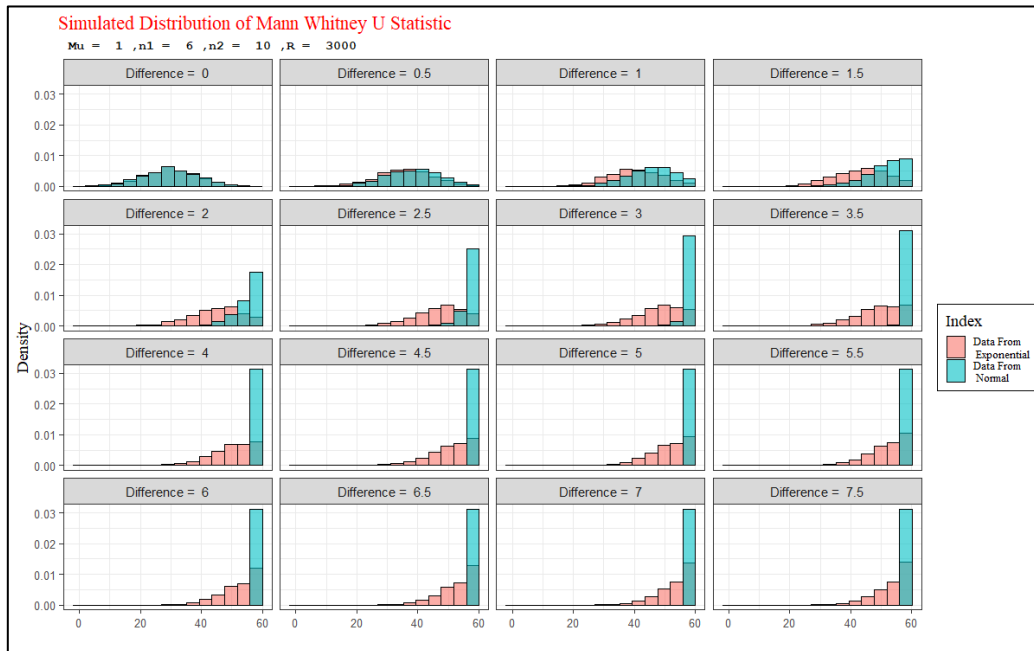 Simulated Distribution of Mann Whitney U Statistic
Mu = 1 ,n1 = 6 ,n2 = 10 ,R = 3000
Difference = 0
Difference = 0.5
Difference = 1
Difference = 1.5
0.03
0.02
0.01
0.00
Difference = 2
Difference = 2.5
Difference = 3
Difference = 3.5
0.03
0.02
0.01
0.00
Density
Index
Data From
Exponential
Data From
Normal
Difference = 4
Difference = 4.5
Difference = 5
Difference = 5.5
0.03
0.02
0.01
0.00
Difference = 6
Difference = 6.5
Difference = 7
Difference = 7.5
0.03
0.02
0.01
0.00
0 20 40 60 0 20 40 60 0 20 40 60 0 20 40 60